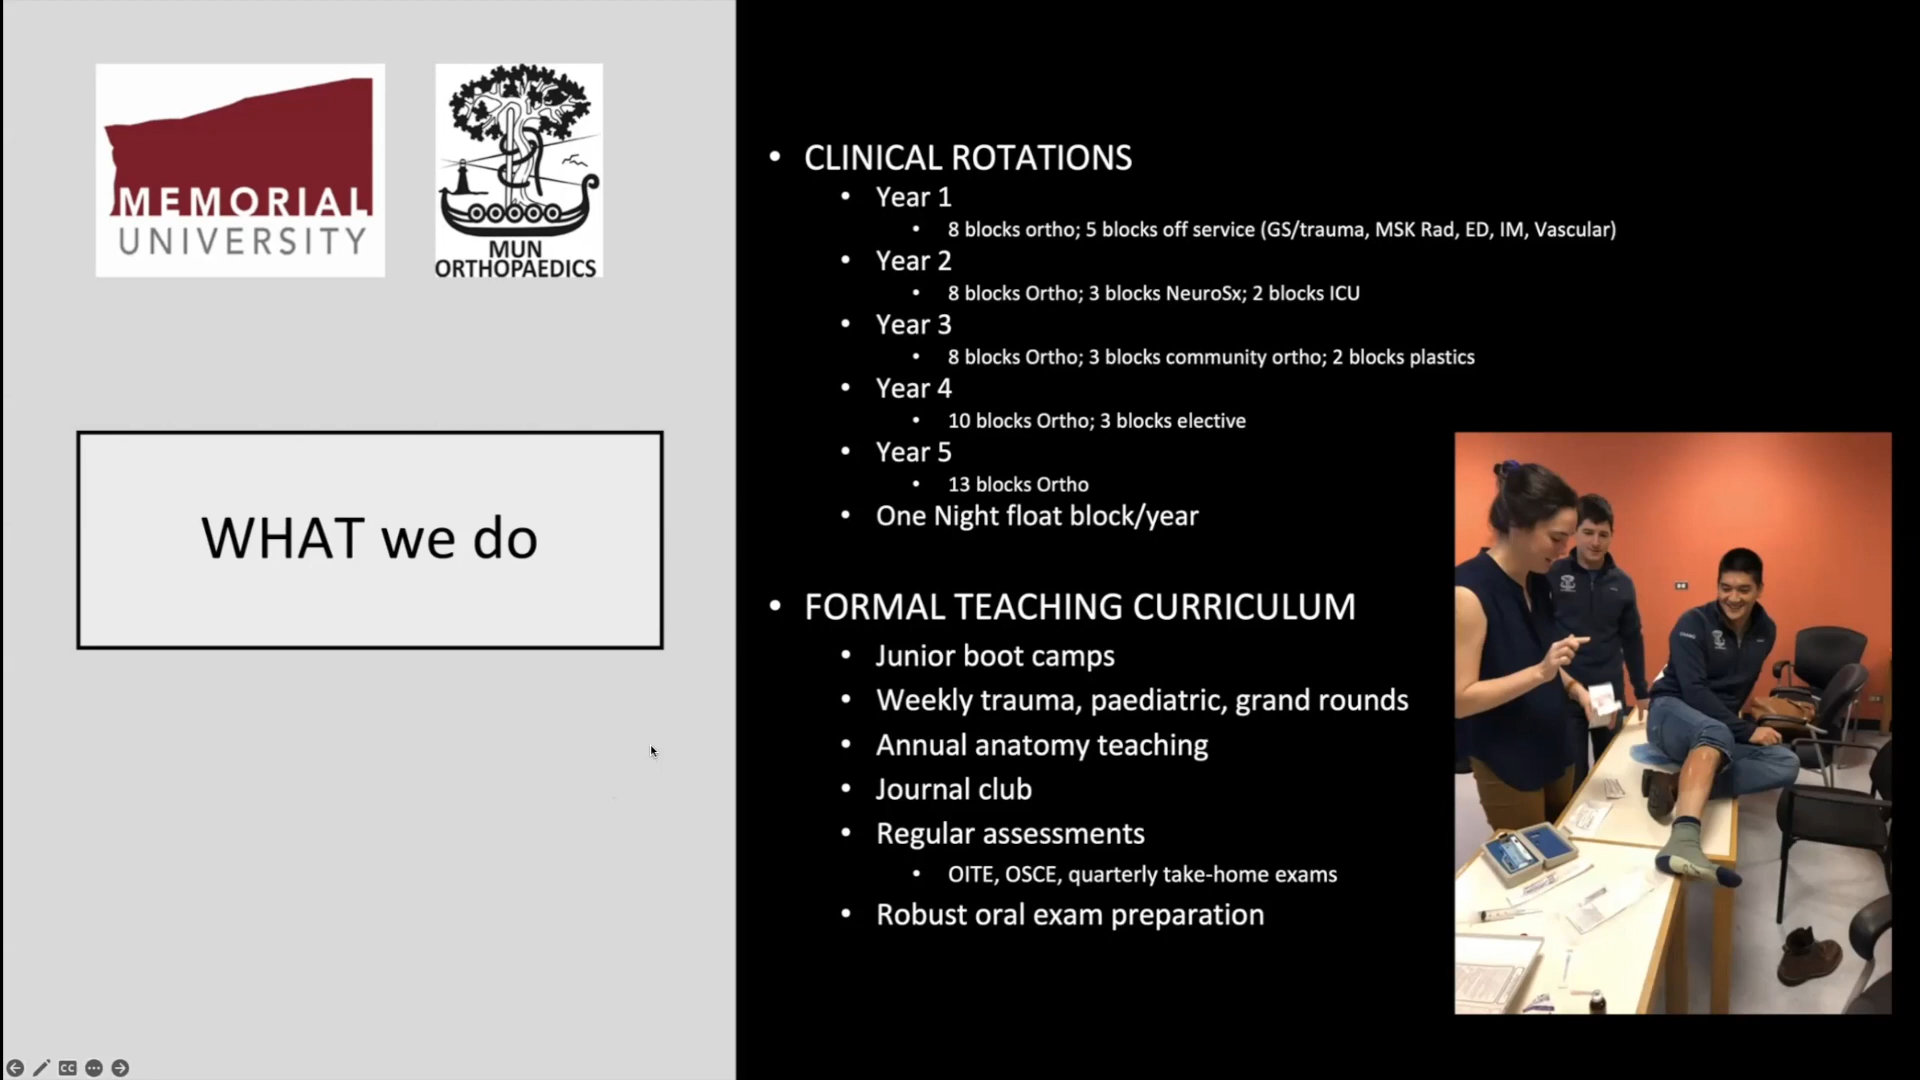 MEMORIAL
UNIVERSITY
MUN
ORTHOPAEDICS
WHAT we do
• CLINICAL ROTATIONS
• Year 1
• 8 blocks ortho; 5 blocks off service (GS/trauma, MSK Rad, ED, IM, Vascular)
• Year 2
• 8 blocks Ortho; 3 blocks NeuroSx; 2 blocks ICU
• Year 3
• 8 blocks Ortho; 3 blocks community ortho; 2 blocks plastics
• Year 4
• 10 blocks Ortho; 3 blocks elective
• Year 5
• 13 blocks Ortho
• One Night float block/year
• FORMAL TEACHING CURRICULUM
• Junior boot camps
• Weekly trauma, paediatric, grand rounds
• Annual anatomy teaching
• Journal club
• Regular assessments
• OITE, OSCE, quarterly take-home exams
• Robust oral exam preparation
CC